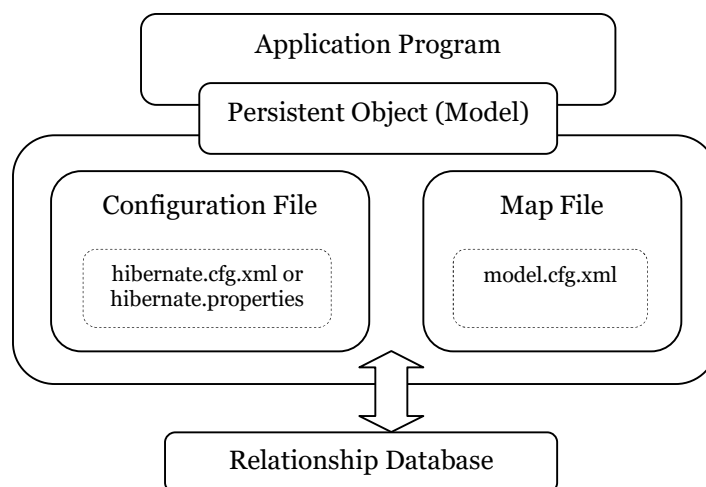 Application Program
Persistent Object (Model)
Configuration File
Map File
hibernate.cfg.xml or
hibernate.properties
model.cfg.xml
Relationship Database